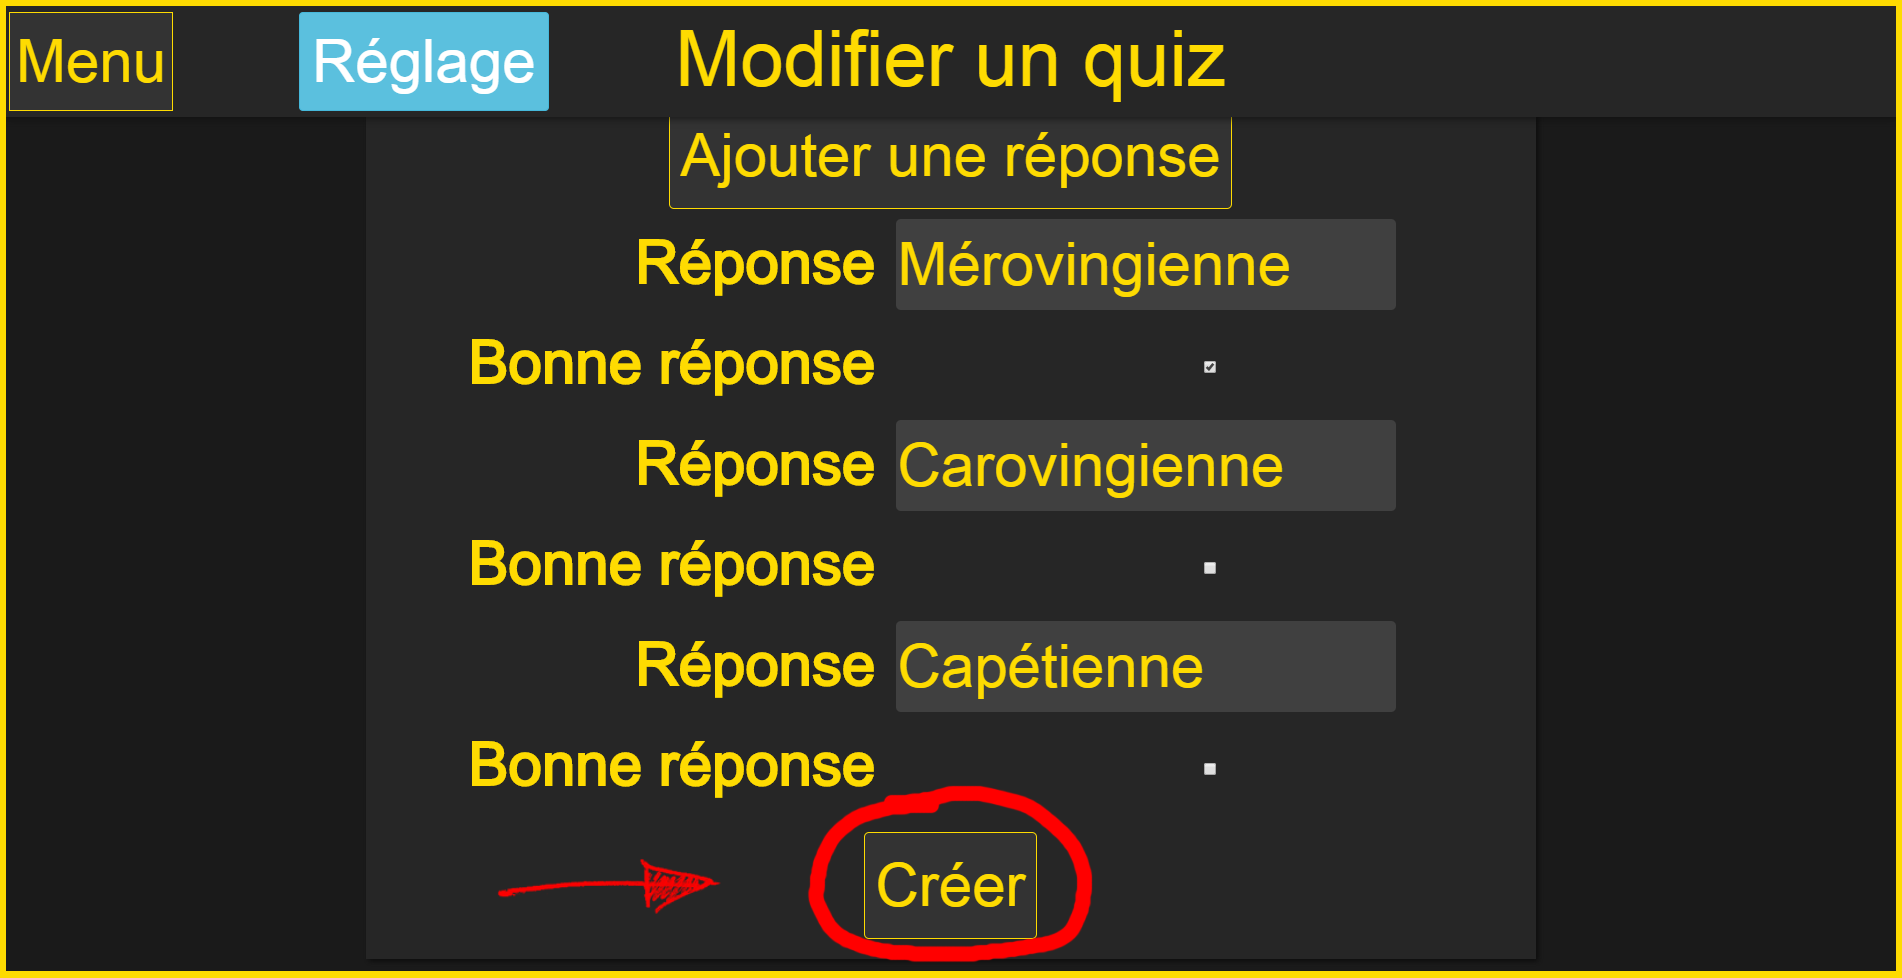 Menu Réglage Modifier un quiz
Ajouter une réponse
Réponse Mérovingienne
Bonne réponse
Réponse Carovingienne
Bonne réponse
Réponse Capétienne
Bonne réponse
Créer